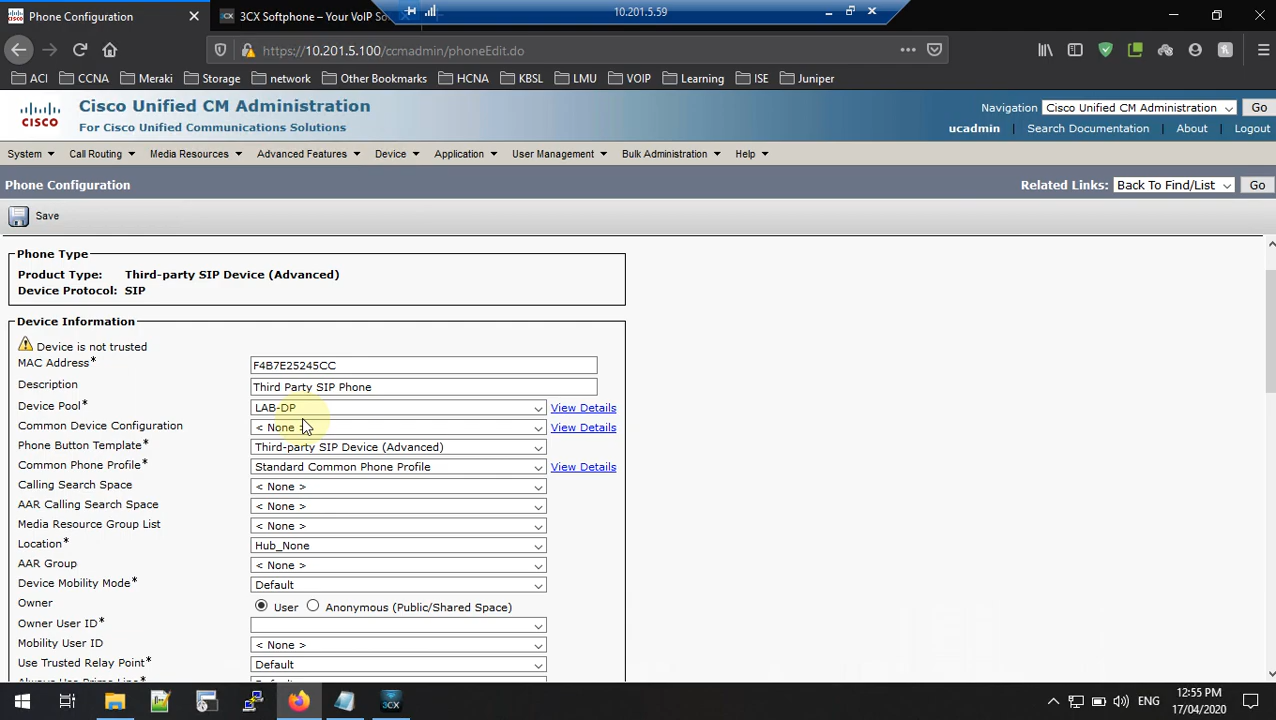 Phone Configuration
3CX Softphone – Your VoIP So
10.201.5.59
https://10.201.5.100/ccmadmin/phoneEdit.do
ACI CCNA Meraki Storage network Other Bookmarks HCNA KBSL LMU VOIP Learning ISE Juniper
CISCO
Cisco Unified CM Administration
For Cisco Unified Communications Solutions
Navigation Cisco Unified CM Administration Go
ucadmin Search Documentation About Logout
System Call Routing Media Resources Advanced Features Device Application User Management Bulk Administration Help
Phone Configuration
Related Links: Back To Find/List Go
Save
Phone Type
Product Type: Third-party SIP Device (Advanced)
Device Protocol: SIP
Device Information
Device is not trusted
MAC Address* F4B7E25245CC
Description Third Party SIP Phone
Device Pool* LAB-DP View Details
Common Device Configuration < None > View Details
Phone Button Template* Third-party SIP Device (Advanced)
Common Phone Profile* Standard Common Phone Profile View Details
Calling Search Space < None >
AAR Calling Search Space < None >
Media Resource Group List < None >
Location* Hub_None
AAR Group < None >
Device Mobility Mode* Default
Owner User Anonymous (Public/Shared Space)
Owner User ID*
Mobility User ID < None >
Use Trusted Relay Point* Default
3CX
ENG
12:55 PM
17/04/2020